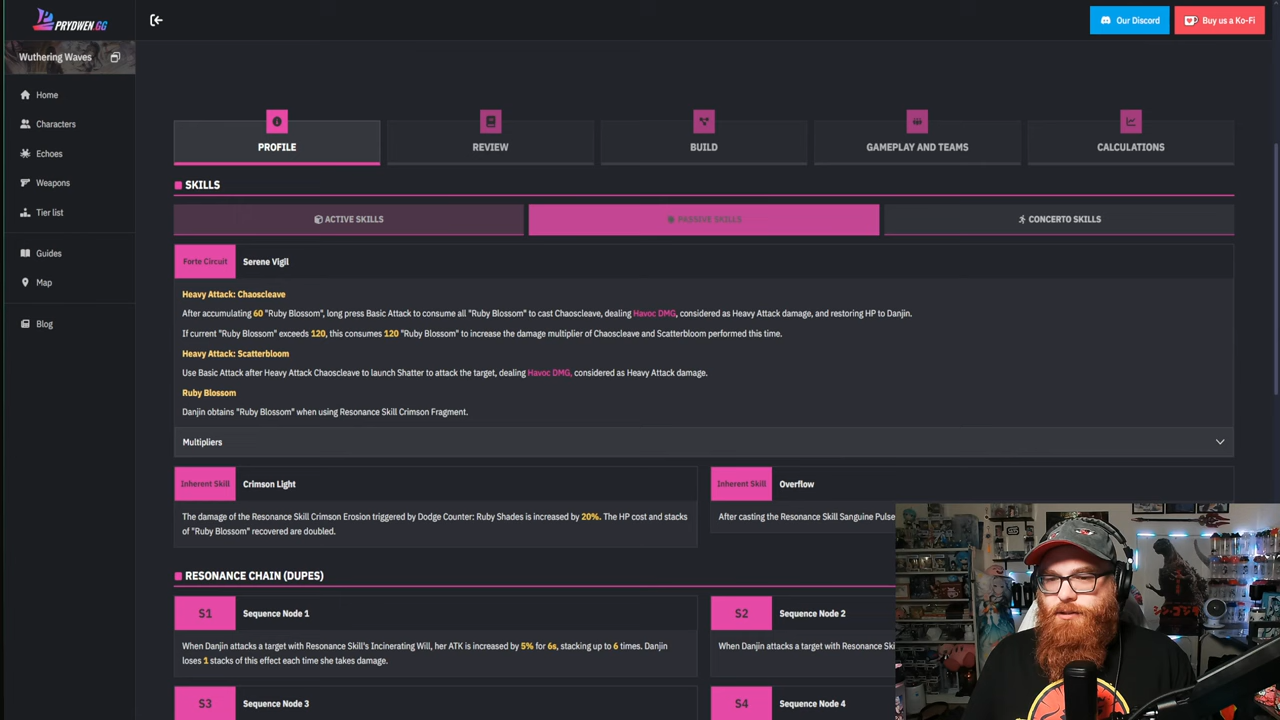 PRYDWEN.GG
Our Discord
Buy us a Ko-Fi
Wuthering Waves
Home
Characters
Echoes
Weapons
Tier list
Guides
Map
Blog
PROFILE
REVIEW
BUILD
GAMEPLAY AND TEAMS
CALCULATIONS
SKILLS
ACTIVE SKILLS
PASSIVE SKILLS
CONCERTO SKILLS
Forte Circuit
Serene Vigil
Heavy Attack: Chaoscleave
After accumulating 60 "Ruby Blossom", long press Basic Attack to consume all "Ruby Blossom" to cast Chaoscleave, dealing Havoc DMG, considered as Heavy Attack damage, and restoring HP to Danjin.
If current "Ruby Blossom" exceeds 120, this consumes 120 "Ruby Blossom" to increase the damage multiplier of Chaoscleave and Scatterbloom performed this time.
Heavy Attack: Scatterbloom
Use Basic Attack after Heavy Attack Chaoscleave to launch Shatter to attack the target, dealing Havoc DMG, considered as Heavy Attack damage.
Ruby Blossom
Danjin obtains "Ruby Blossom" when using Resonance Skill Crimson Fragment.
Multipliers
Inherent Skill
Crimson Light
The damage of the Resonance Skill Crimson Erosion triggered by Dodge Counter: Ruby Shades is increased by 20%. The HP cost and stacks
of "Ruby Blossom" recovered are doubled.
Inherent Skill
Overflow
After casting the Resonance Skill Sanguine Pulse
RESONANCE CHAIN (DUPES)
S1
Sequence Node 1
When Danjin attacks a target with Resonance Skill's Incinerating Will, her ATK is increased by 5% for 6s, stacking up to 6 times. Danjin
loses 1 stacks of this effect each time she takes damage.
S2
Sequence Node 2
When Danjin attacks a target with Resonance Ski
S3
Sequence Node 3
S4
Sequence Node 4
シン・ゴジラ